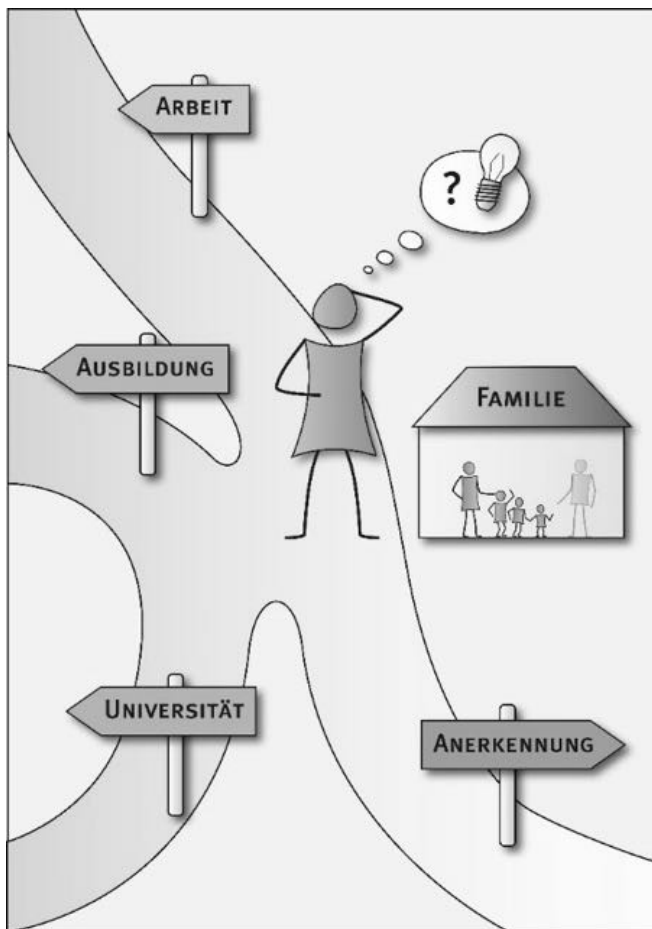 ARBEIT
?
AUSBILDUNG
FAMILIE
UNIVERSITÄT
ANERKENNUNG